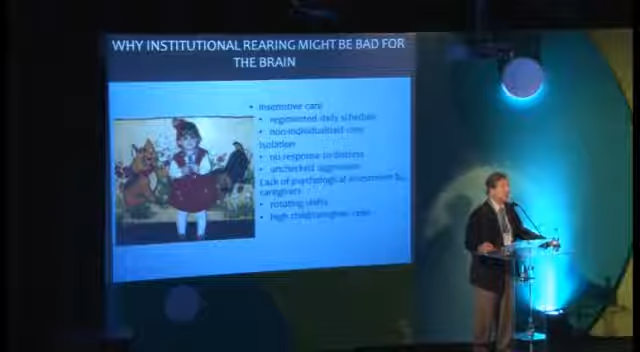 WHY INSTITUTIONAL REARING MIGHT BE BAD FOR
THE BRAIN
• Insensitive care
• regimented daily schedule
• non-individualized care
Isolation
• no response to distress
• unchecked aggression
Lack of psychological investment by
caregivers
• rotating shifts
• high child/caregiver ratio